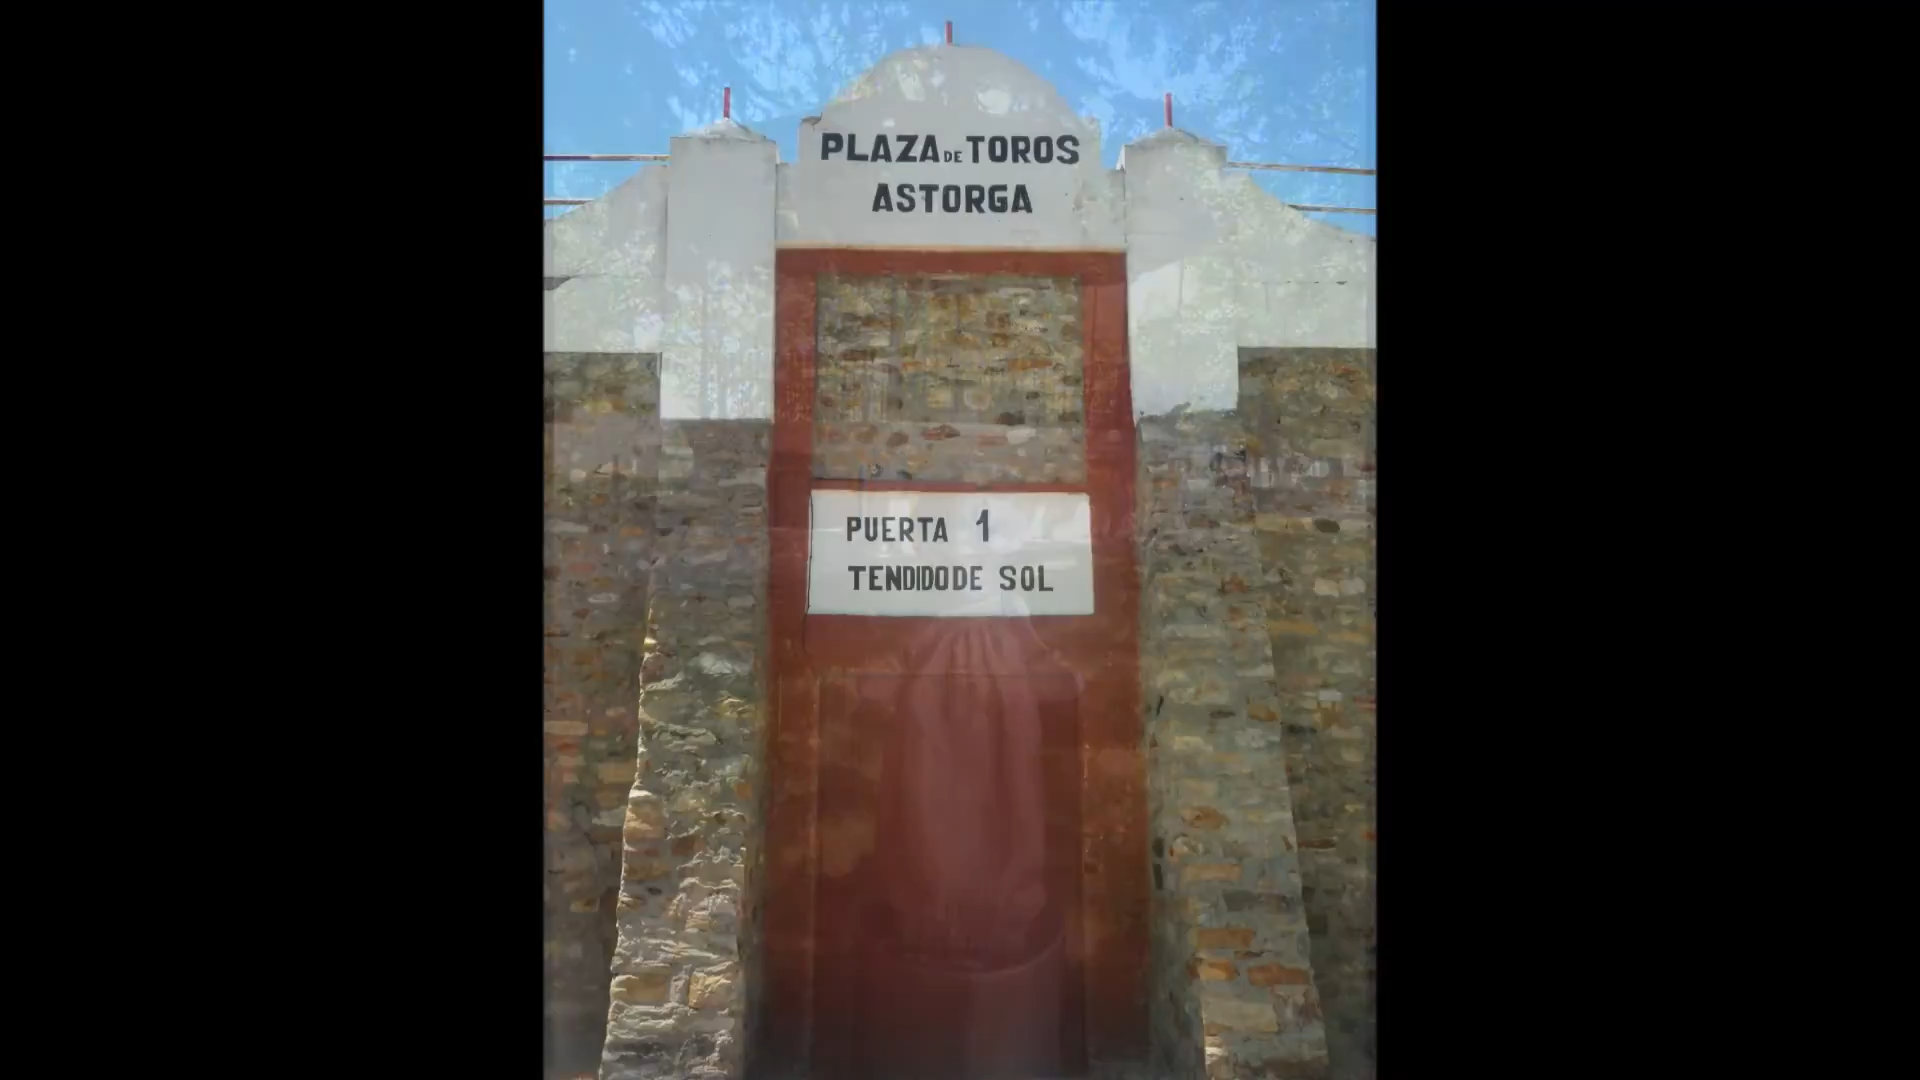 PLAZA DE TOROS
ASTORGA
PUERTA 1
TENDIDODE SOL